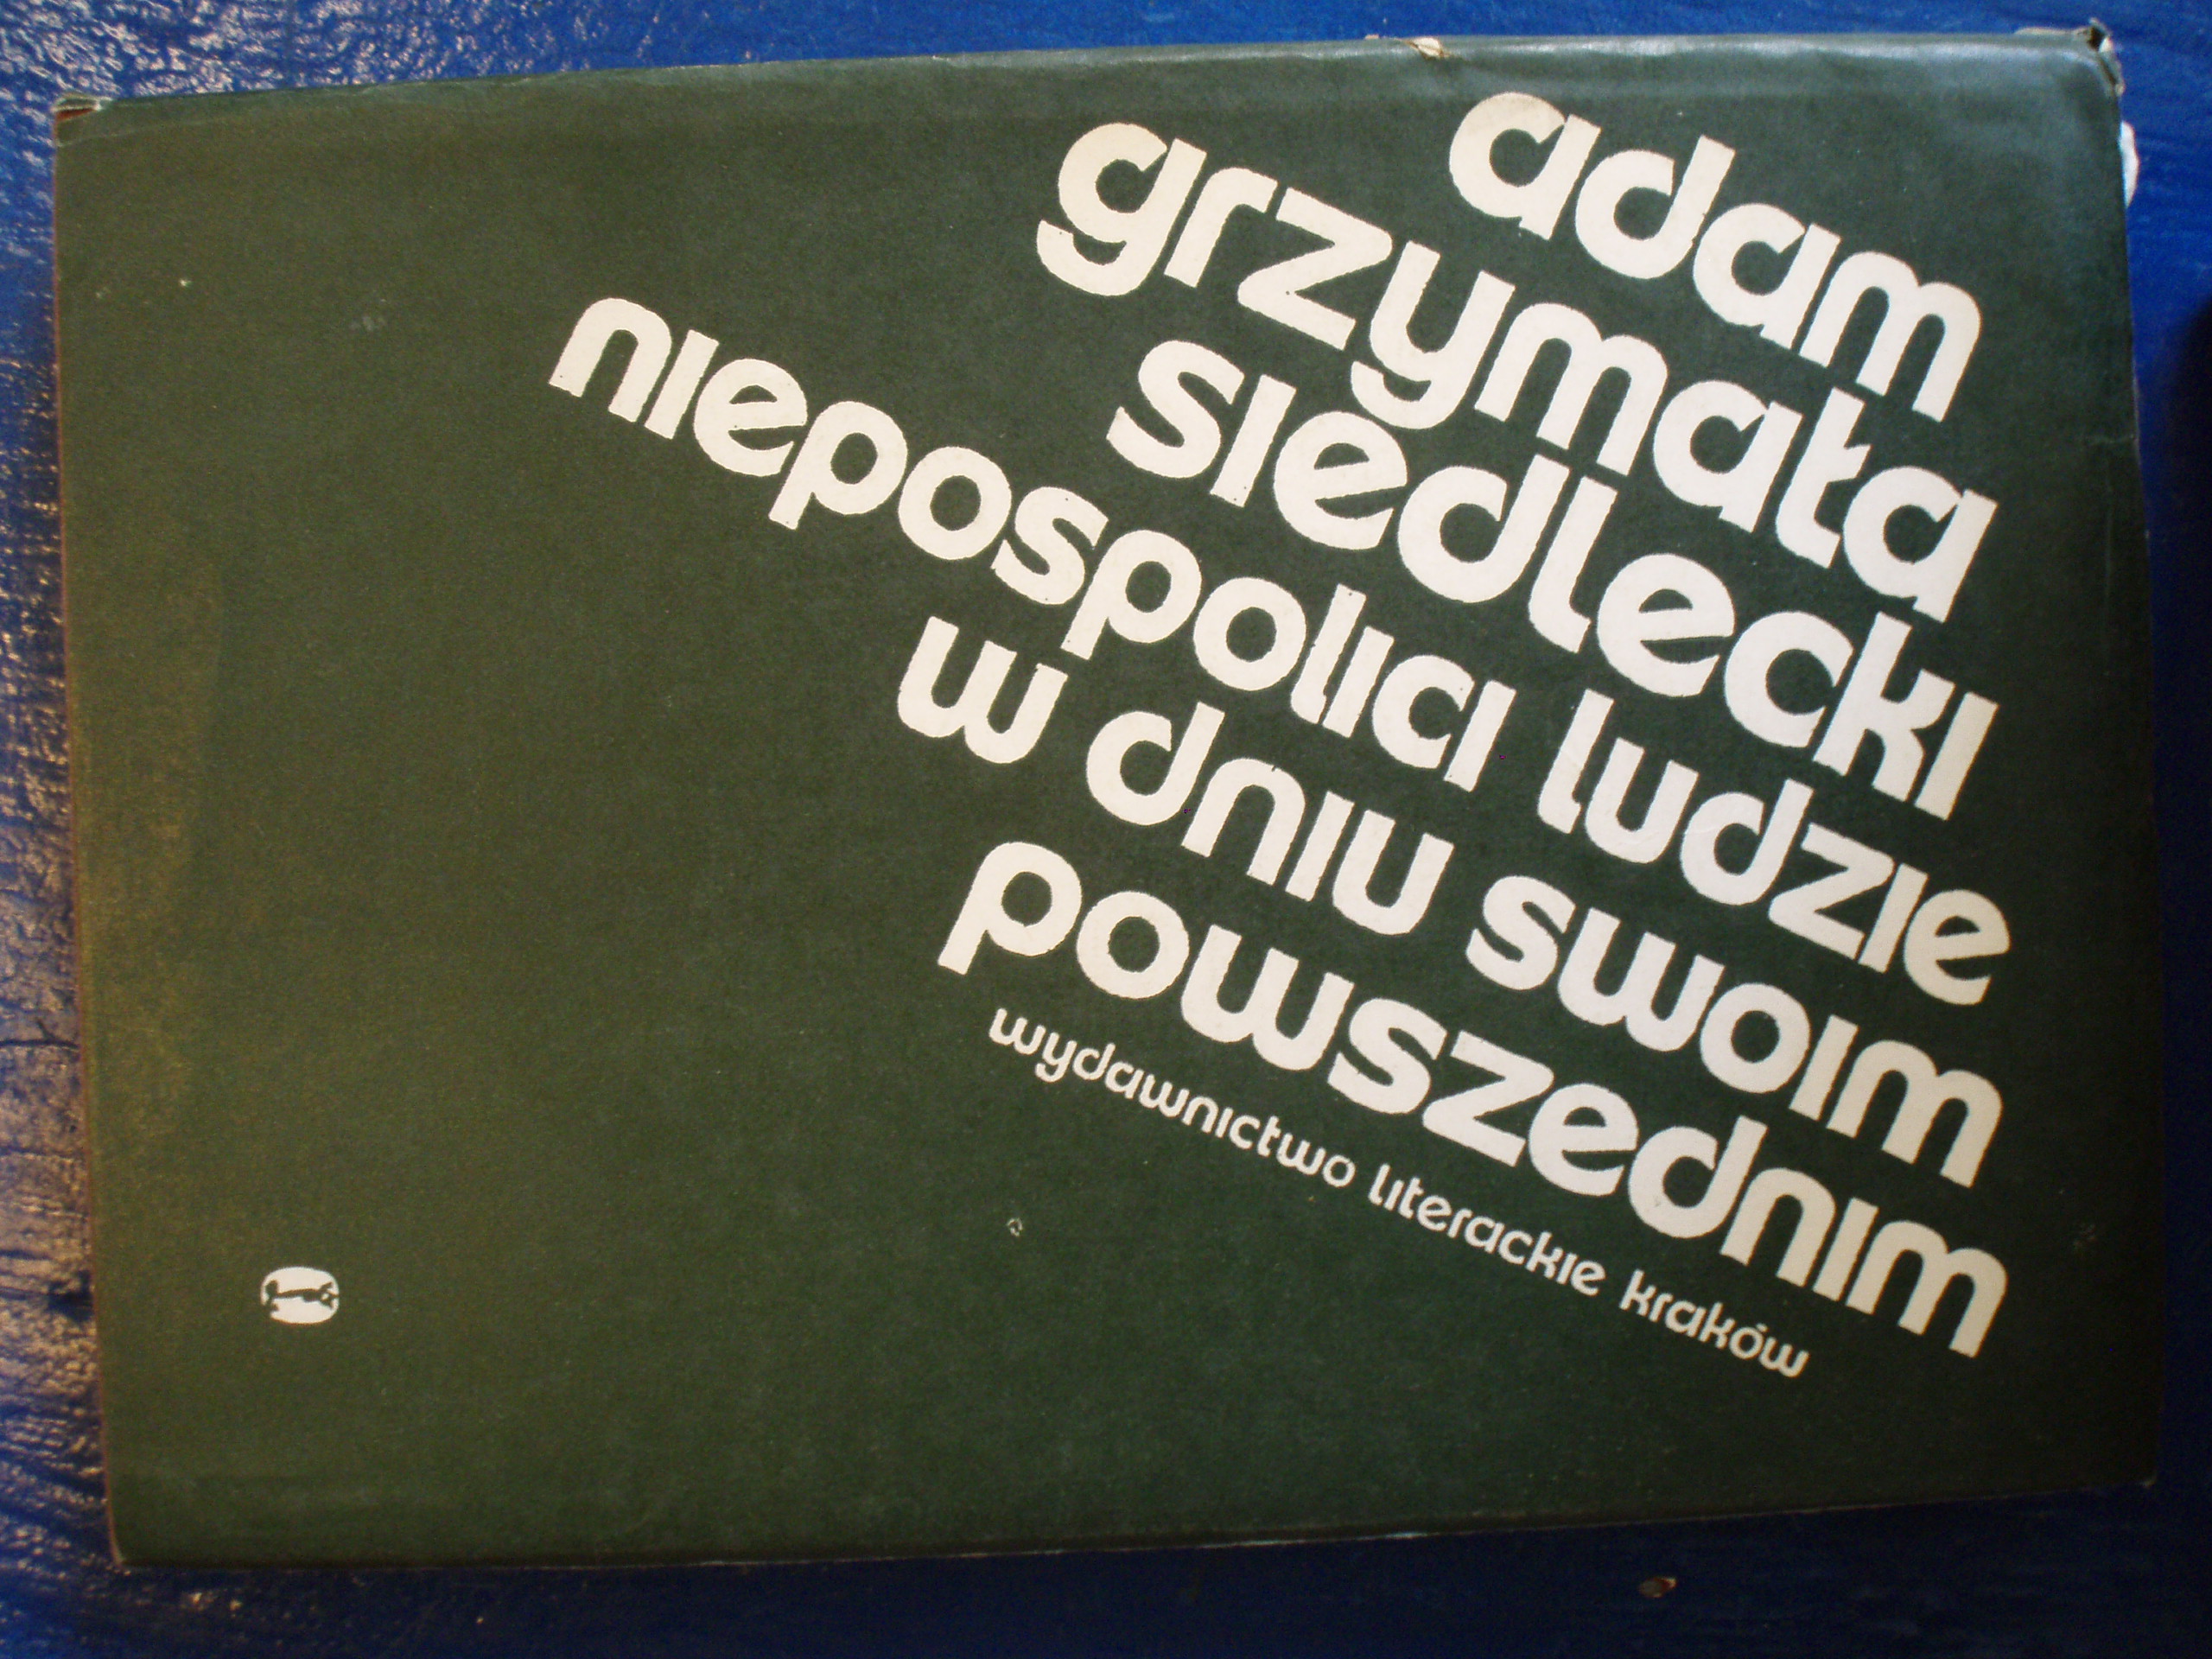 adam
grzymała
siedlecki
niepospolici ludzie
w dniu swoim
powszednim
wydawnictwo literackie kraków